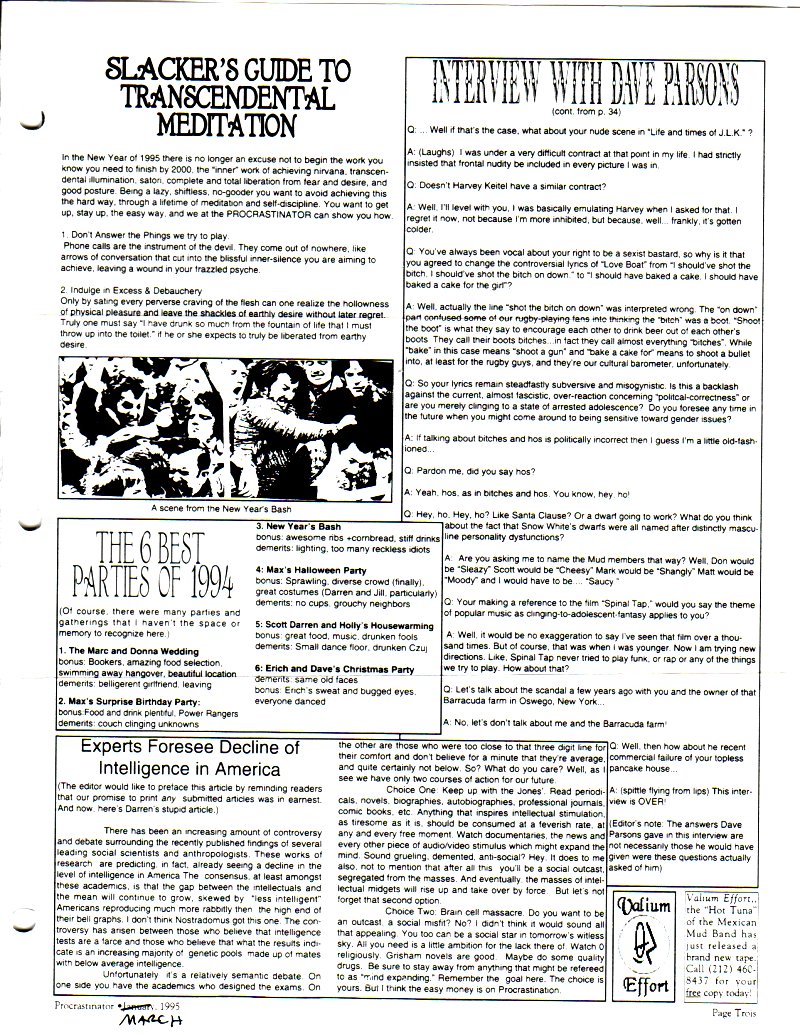 SLACKER'S GUIDE TO
TRANSCENDENTAL
MEDITATION
In the New Year of 1995 there is no longer an excuse not to begin the work you
know you need to finish by 2000, the "inner" work of achieving nirvana, transcen-
dental illumination, satori, complete and total liberation from fear and desire, and
good posture. Being a lazy, shiftless, no-gooder you want to avoid achieving this
the hard way, through a lifetime of meditation and self-discipline. You want to get
up, stay up, the easy way, and we at the PROCRASTINATOR can show you how.
1. Don't Answer the Phings we try to play.
Phone calls are the instrument of the devil. They come out of nowhere, like
arrows of conversation that cut into the blissful inner-silence you are aiming to
achieve, leaving a wound in your frazzled psyche.
2. Indulge in Excess & Debauchery
Only by sating every perverse craving of the flesh can one realize the hollowness
of physical pleasure and leave the shackles of earthly desire without later regret.
Truly one must say "I have drunk so much from the fountain of life that I must
throw up into the toilet." if he or she expects to truly be liberated from earthy
desire.
A scene from the New Year's Bash
THE 6 BEST
PARTIES OF 1994
(Of course, there were many parties and
gatherings that I haven't the space or
memory to recognize here.)
1. The Marc and Donna Wedding
bonus: Bookers, amazing food selection,
swimming away hangover, beautiful location
demerits: belligerent girlfriend, leaving
2. Max's Surprise Birthday Party:
bonus:Food and drink plentiful, Power Rangers
demerits: couch clinging unknowns
3. New Year's Bash
bonus: awesome ribs +cornbread, stiff drinks
demerits: lighting, too many reckless idiots
4: Max's Halloween Party
bonus: Sprawling, diverse crowd (finally),
great costumes (Darren and Jill, particularly)
demerits: no cups, grouchy neighbors
5: Scott Darren and Holly's Housewarming
bonus: great food, music, drunken fools
demerits: Small dance floor, drunken Czuj
6: Erich and Dave's Christmas Party
demerits: same old faces
bonus: Erich's sweat and bugged eyes,
everyone danced
INTERVIEW WITH DAVE PARSONS
(cont. from p. 34)
Q: ... Well if that's the case, what about your nude scene in "Life and times of J.L.K." ?
A: (Laughs) I was under a very difficult contract at that point in my life. I had strictly
insisted that frontal nudity be included in every picture I was in.
Q: Doesn't Harvey Keitel have a similar contract?
A: Well, I'll level with you, I was basically emulating Harvey when I asked for that. I
regret it now, not because I'm more inhibited, but because, well... frankly, it's gotten
colder.
Q: You've always been vocal about your right to be a sexist bastard, so why is it that
you agreed to change the controversial lyrics of "Love Boat" from "I should've shot the
bitch, I should've shot the bitch on down." to "I should have baked a cake. I should have
baked a cake for the girl"?
A: Well, actually the line "shot the bitch on down" was interpreted wrong. The "on down"
part confused some of our rugby-playing fans into thinking the "bitch" was a boot. "Shoot
the boot" is what they say to encourage each other to drink beer out of each other's
boots. They call their boots bitches...in fact they call almost everything "bitches". While
"bake" in this case means "shoot a gun" and "bake a cake for" means to shoot a bullet
into, at least for the rugby guys, and they're our cultural barometer, unfortunately.
Q: So your lyrics remain steadfastly subversive and misogynistic. Is this a backlash
against the current, almost fascistic, over-reaction concerning "politcal-correctness" or
are you merely clinging to a state of arrested adolescence? Do you foresee any time in
the future when you might come around to being sensitive toward gender issues?
A: If talking about bitches and hos is politically incorrect then I guess I'm a little old-fash-
ioned...
Q: Pardon me, did you say hos?
A: Yeah, hos, as in bitches and hos. You know, hey, ho!
Q: Hey, ho. Hey, ho? Like Santa Clause? Or a dwarf going to work? What do you think
about the fact that Snow White's dwarfs were all named after distinctly mascu-
line personality dysfunctions?
A: Are you asking me to name the Mud members that way? Well, Don would
be "Sleazy" Scott would be "Cheesy" Mark would be "Shangly" Matt would be
"Moody" and I would have to be ... "Saucy "
Q: Your making a reference to the film "Spinal Tap," would you say the theme
of popular music as clinging-to-adolescent-fantasy applies to you?
A: Well, it would be no exaggeration to say I've seen that film over a thou-
sand times. But of course, that was when I was younger. Now I am trying new
directions. Like, Spinal Tap never tried to play funk, or rap or any of the things
we try to play. How about that?
Q: Let's talk about the scandal a few years ago with you and the owner of that
Barracuda farm in Oswego, New York...
A: No, let's don't talk about me and the Barracuda farm!
Q: Well, then how about he recent
commercial failure of your topless
pancake house...
A: (spittle flying from lips) This inter-
view is OVER!
(Editor's note: The answers Dave
Parsons gave in this interview are
not necessarily those he would have
given were these questions actually
asked of him)
Experts Foresee Decline of
Intelligence in America
(The editor would like to preface this article by reminding readers
that our promise to print any submitted articles was in earnest.
And now, here's Darren's stupid article.)
There has been an increasing amount of controversy
and debate surrounding the recently published findings of several
leading social scientists and anthropologists. These works of
research are predicting, in fact, already seeing a decline in the
level of intelligence in America The consensus, at least amongst
these academics, is that the gap between the intellectuals and
the mean will continue to grow, skewed by "less intelligent"
Americans reproducing much more rabidly then the high end of
their bell graphs. I don't think Nostradomus got this one. The con-
troversy has arisen between those who believe that intelligence
tests are a farce and those who believe that what the results indi-
cate is an increasing majority of genetic pools made up of mates
with below average intelligence.
Unfortunately it's a relatively semantic debate. On
one side you have the academics who designed the exams. On
the other are those who were too close to that three digit line for
their comfort and don't believe for a minute that they're average,
and quite certainly not below. So? What do you care? Well, as I
see we have only two courses of action for our future.
Choice One: Keep up with the Jones'. Read periodi-
cals, novels, biographies, autobiographies, professional journals,
comic books, etc. Anything that inspires intellectual stimulation,
as tiresome as it is, should be consumed at a feverish rate, at
any and every free moment. Watch documentaries, the news and
every other piece of audio/video stimulus which might expand the
mind. Sound grueling, demented, anti-social? Hey. It does to me
also, not to mention that after all this you'll be a social outcast,
segregated from the masses. And eventually, the masses of intel-
lectual midgets will rise up and take over by force. But let's not
forget that second option.
Choice Two: Brain cell massacre. Do you want to be
an outcast, a social misfit? No? No! I didn't think it would sound all
that appealing. You can be a social star in tomorrow's witless
sky. All you need is a little ambition for the lack there of. Watch O
religiously. Grisham novels are good. Maybe do some quality
drugs. Be sure to stay away from anything that might be refereed
to as "mind expanding." Remember the goal here. The choice is
yours. But I think the easy money is on Procrastination.
Valium
Effort
Valium Effort,,
the "Hot Tuna"
of the Mexican
Mud Band has
just released a
brand new tape.
Call (212) 460-
8437 for your
free copy today!
Procrastinator •January, 1995
MARCH
Page Trois